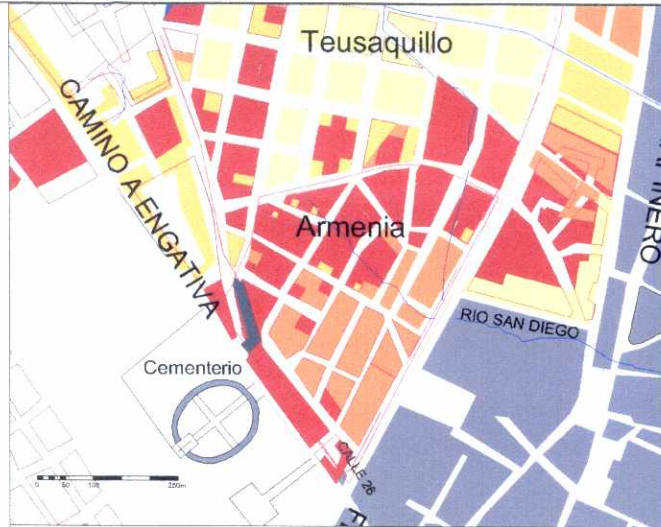 Teusaquillo
CAMINO A ENGATIVA
Armenia
RIO SAN DIEGO
Cementerio
CALLE 26
0 50 100 250m